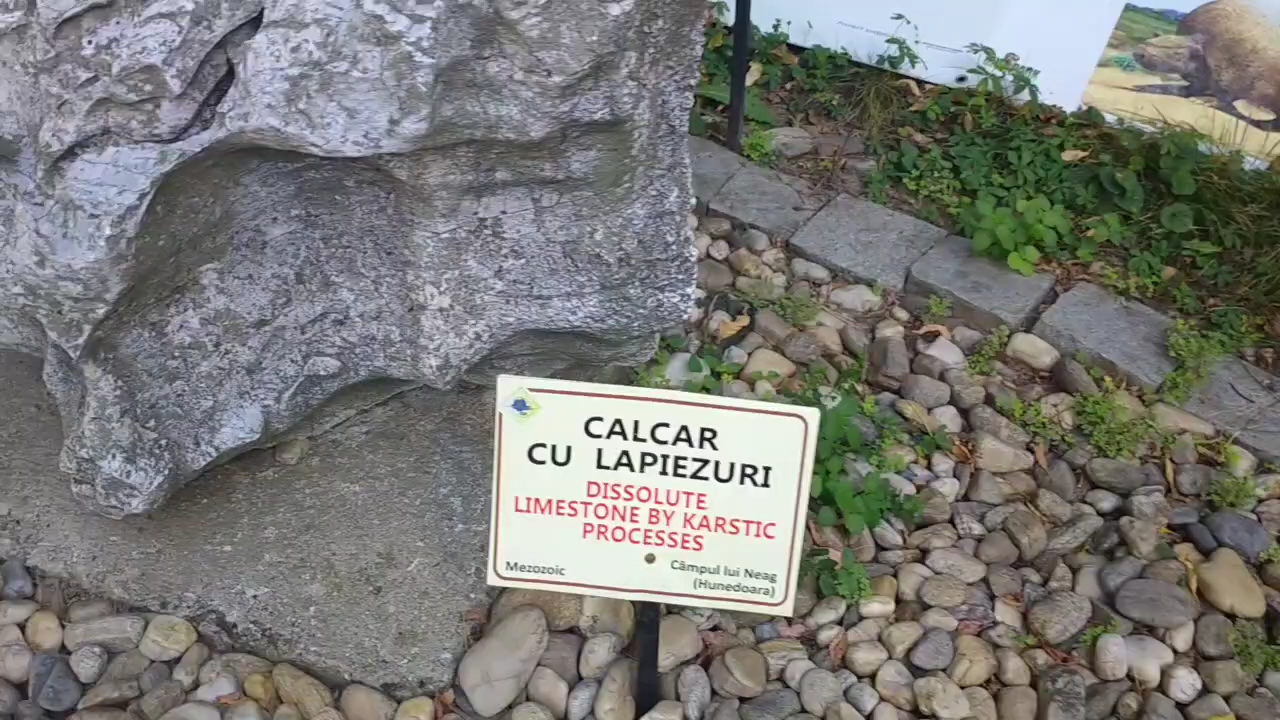 CALCAR
CU LAPIEZURI
DISSOLUTE
LIMESTONE BY KARSTIC
PROCESSES
Mezozoic
Câmpul lui Neag
(Hunedoara)